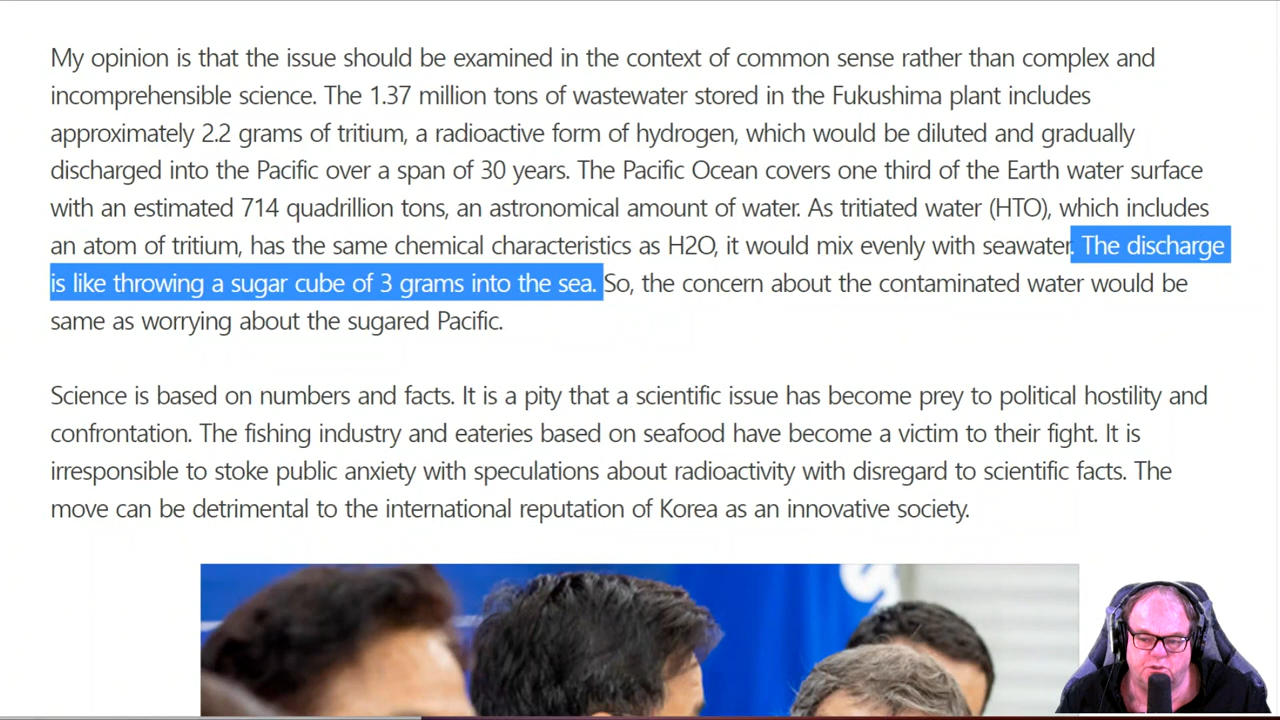 My opinion is that the issue should be examined in the context of common sense rather than complex and
incomprehensible science. The 1.37 million tons of wastewater stored in the Fukushima plant includes
approximately 2.2 grams of tritium, a radioactive form of hydrogen, which would be diluted and gradually
discharged into the Pacific over a span of 30 years. The Pacific Ocean covers one third of the Earth water surface
with an estimated 714 quadrillion tons, an astronomical amount of water. As tritiated water (HTO), which includes
an atom of tritium, has the same chemical characteristics as H2O, it would mix evenly with seawater. The discharge
is like throwing a sugar cube of 3 grams into the sea. So, the concern about the contaminated water would be
same as worrying about the sugared Pacific.
Science is based on numbers and facts. It is a pity that a scientific issue has become prey to political hostility and
confrontation. The fishing industry and eateries based on seafood have become a victim to their fight. It is
irresponsible to stoke public anxiety with speculations about radioactivity with disregard to scientific facts. The
move can be detrimental to the international reputation of Korea as an innovative society.